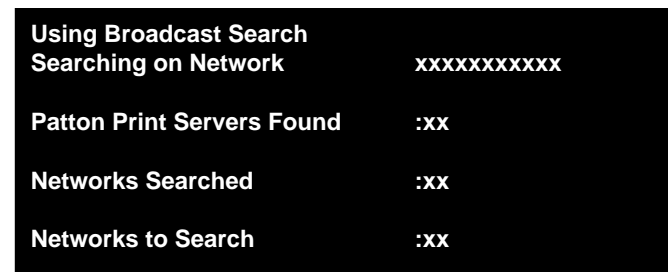 Using Broadcast Search
Searching on Network xxxxxxxxxxx
Patton Print Servers Found :xx
Networks Searched :xx
Networks to Search :xx